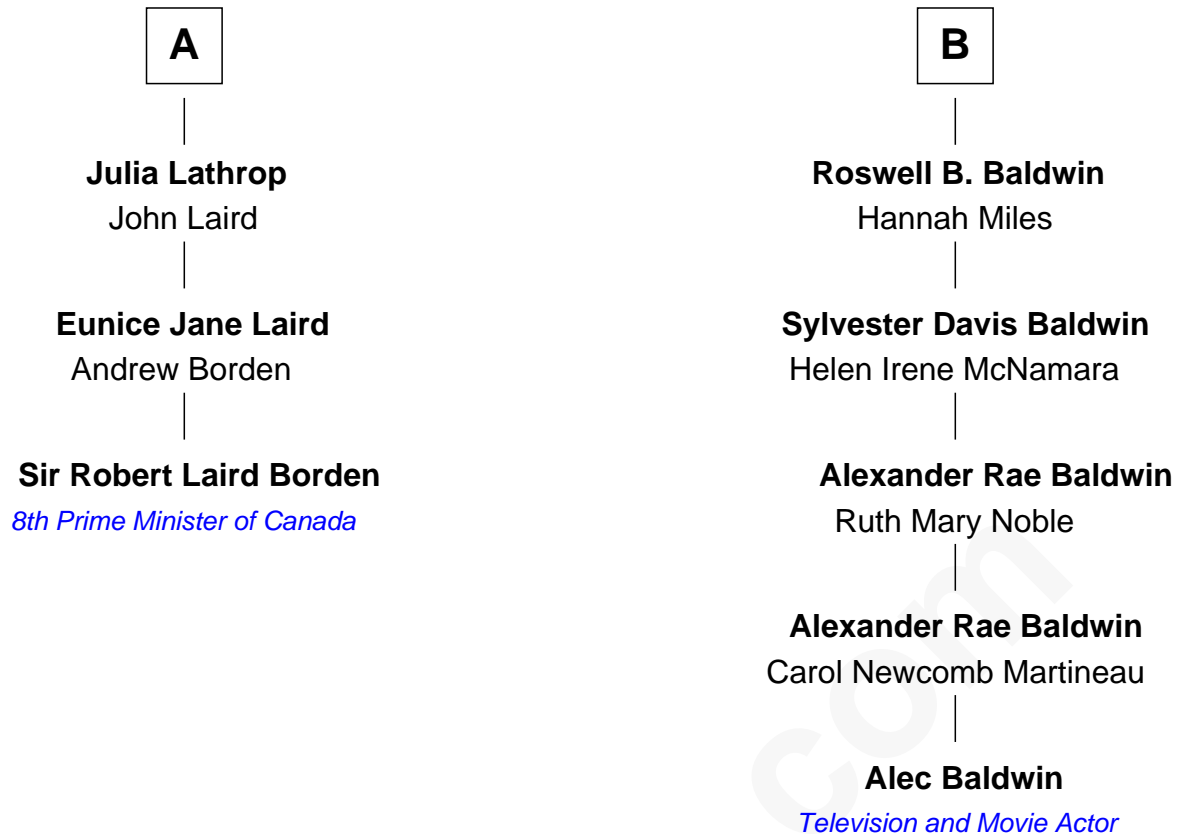 A
Julia Lathrop
John Laird
Eunice Jane Laird
Andrew Borden
Sir Robert Laird Borden
8th Prime Minister of Canada
B
Roswell B. Baldwin
Hannah Miles
Sylvester Davis Baldwin
Helen Irene McNamara
Alexander Rae Baldwin
Ruth Mary Noble
Alexander Rae Baldwin
Carol Newcomb Martineau
Alec Baldwin
Television and Movie Actor
com